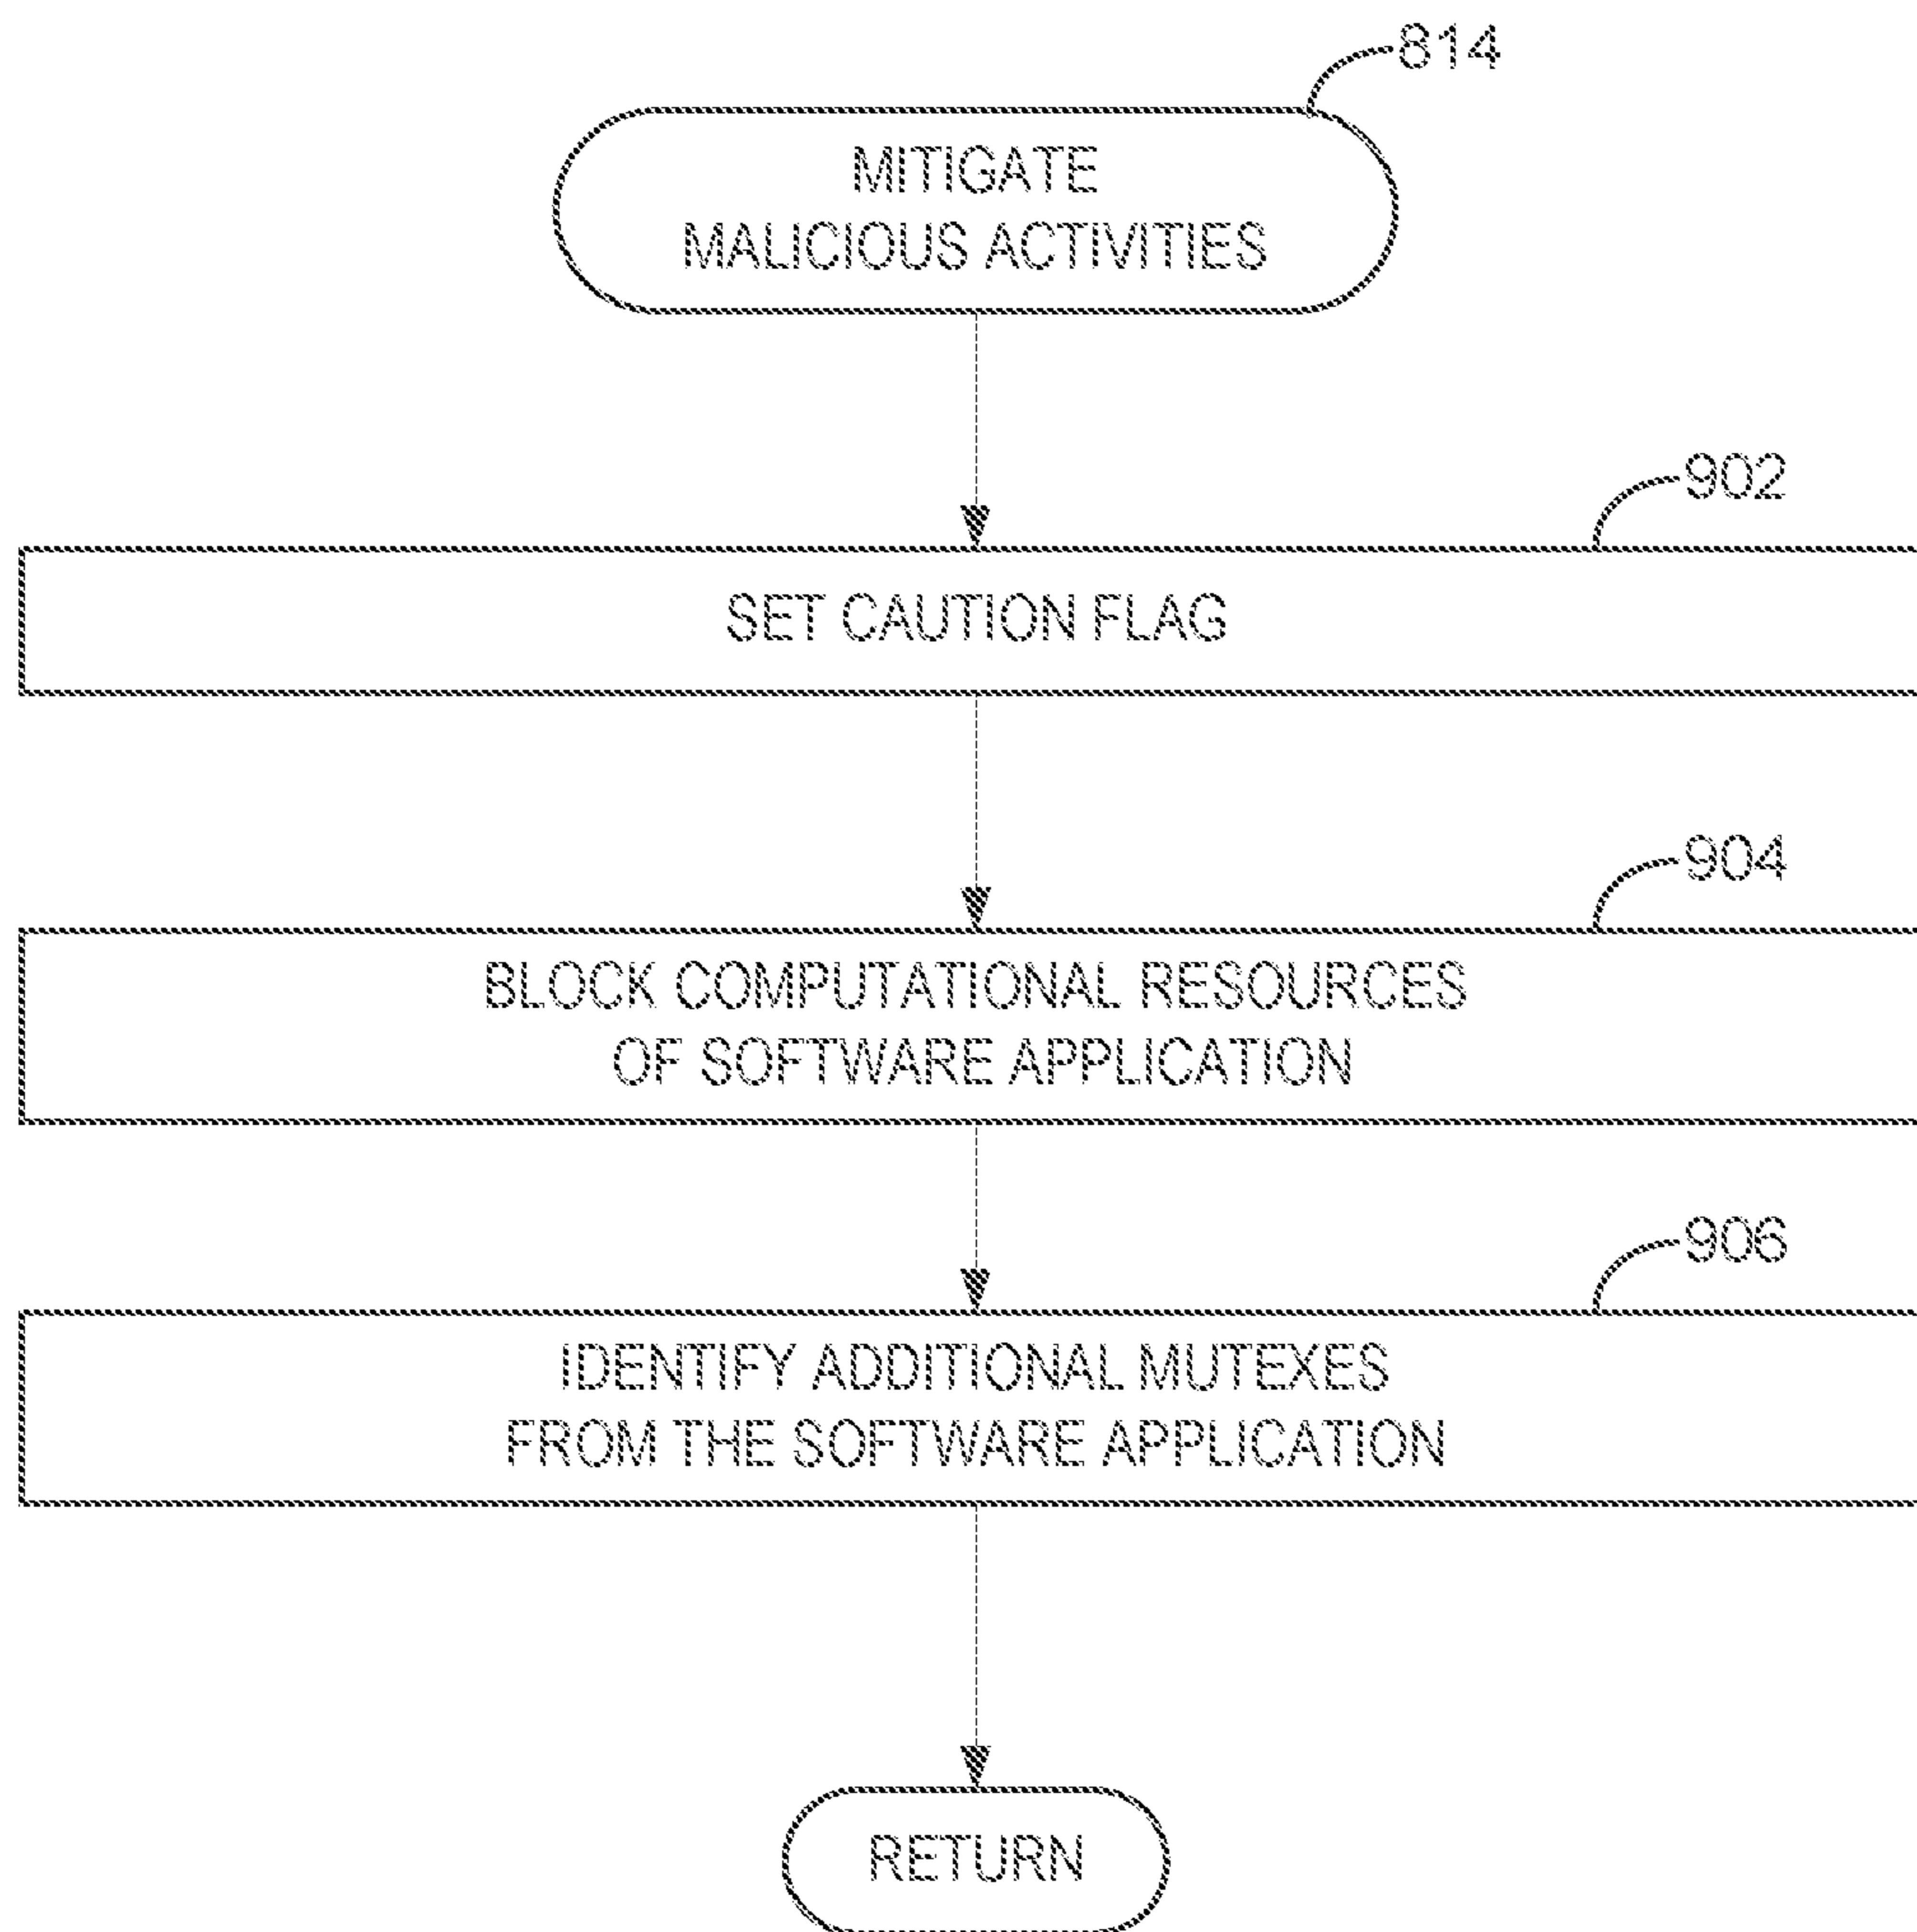 814
MITIGATE
MALICIOUS ACTIVITIES
902
SET CAUTION FLAG
904
BLOCK COMPUTATIONAL RESOURCES
OF SOFTWARE APPLICATION
906
IDENTIFY ADDITIONAL MUTEXES
FROM THE SOFTWARE APPLICATION
RETURN